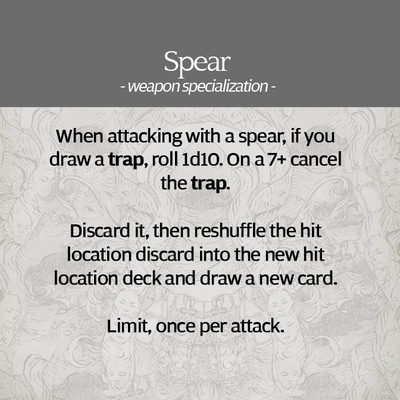 Spear
- weapon specialization -
When attacking with a spear, if you
draw a trap, roll 1d10. On a 7+ cancel
the trap.
Discard it, then reshuffle the hit
location discard into the new hit
location deck and draw a new card.
Limit, once per attack.